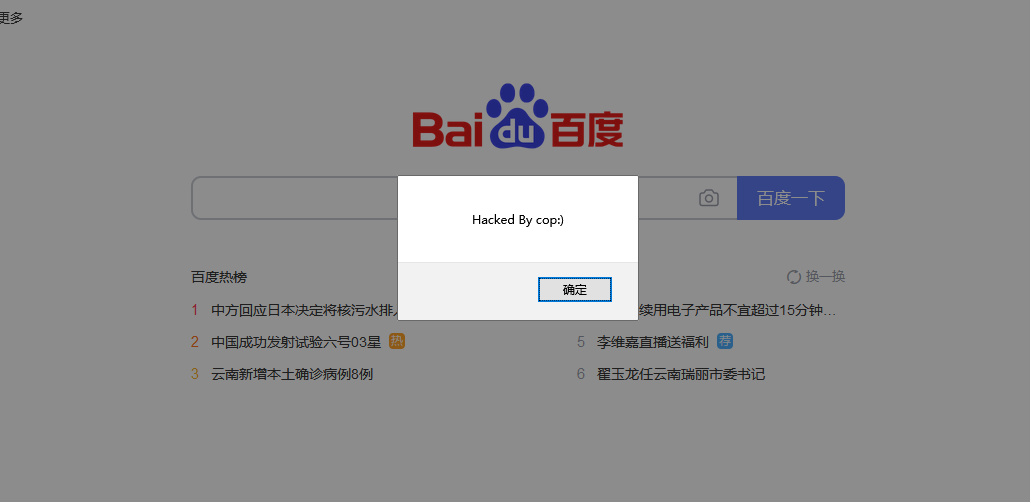 更多
Bai du 百度
百度一下
Hacked By cop:)
确定
百度热榜
换一换
1 中方回应日本决定将核污水排
2 中国成功发射试验六号03星 热
3 云南新增本土确诊病例8例
续用电子产品不宜超过15分钟...
5 李维嘉直播送福利 荐
6 翟玉龙任云南瑞丽市委书记